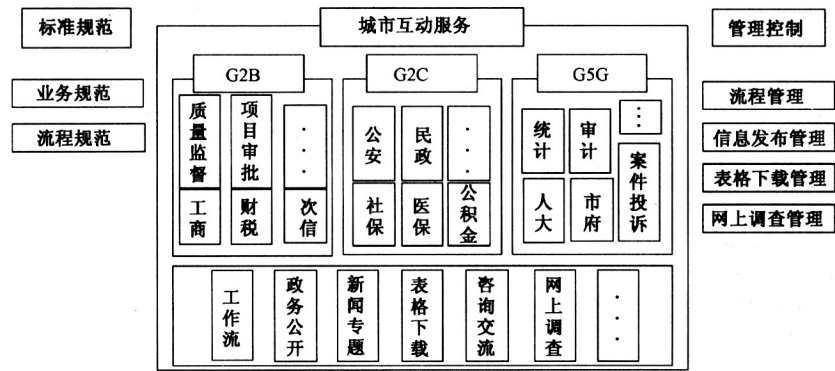 标准规范
城市互动服务
管理控制
业务规范
流程规范
G2B
质量监督
项目审批
···
工商
财税
次信
G2C
公安
民政
···
社保
医保
公积金
G5G
统计
审计
···
人大
市府
案件投诉
流程管理
信息发布管理
表格下载管理
网上调查管理
工作流
政务公开
新闻专题
表格下载
咨询交流
网上调查
···